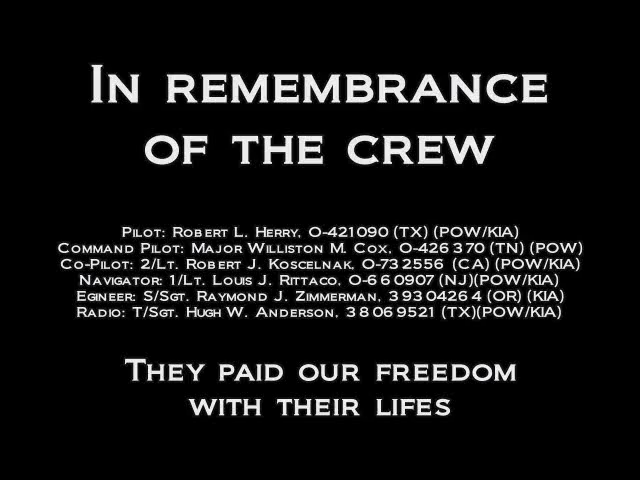 In remembrance
of the crew
Pilot: Robert L. Herry, O-421090 (TX) (POW/KIA)
Command Pilot: Major Williston M. Cox, O-426370 (TN) (POW)
Co-Pilot: 2/Lt. Robert J. Koscelnak, O-732556 (CA) (POW/KIA)
Navigator: 1/Lt. Louis J. Rittaco, O-660907 (NJ)(POW/KIA)
Egineer: S/Sgt. Raymond J. Zimmerman, 39304264 (OR) (KIA)
Radio: T/Sgt. Hugh W. Anderson, 38069521 (TX)(POW/KIA)
They paid our freedom
with their lifes